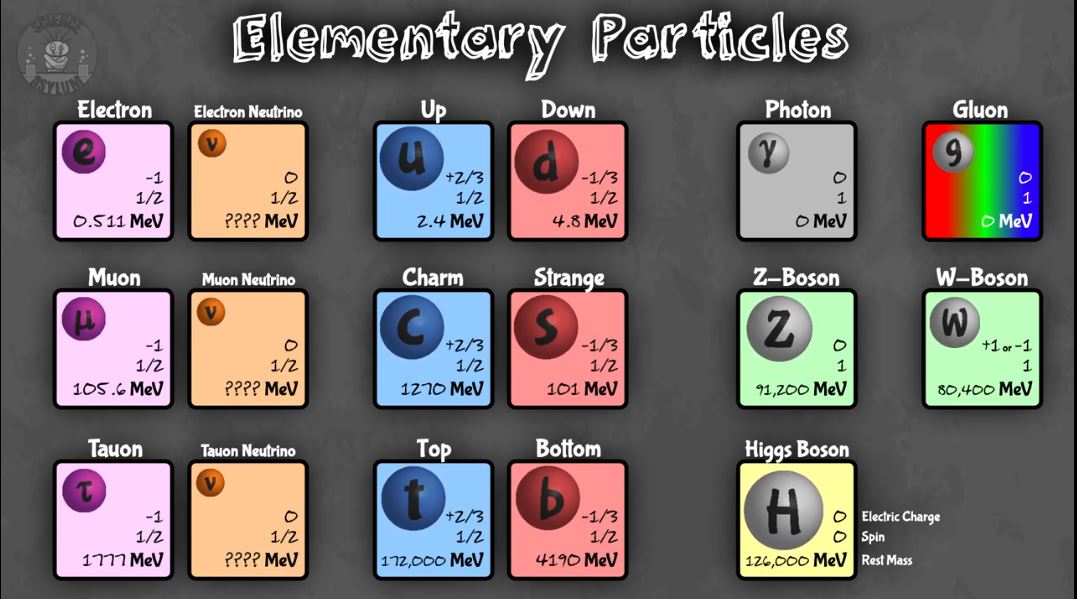 SCIENCE
ASYLUM
Elementary Particles
Electron
e
-1
1/2
0.511 MeV
Electron Neutrino
ν
0
1/2
???? MeV
Up
u
+2/3
1/2
2.4 MeV
Down
d
-1/3
1/2
4.8 MeV
Photon
γ
0
1
0 MeV
Gluon
g
0
1
0 MeV
Muon
μ
-1
1/2
105.6 MeV
Muon Neutrino
ν
0
1/2
???? MeV
Charm
c
+2/3
1/2
1270 MeV
Strange
s
-1/3
1/2
101 MeV
Z-Boson
Z
0
1
91,200 MeV
W-Boson
W
+1 or -1
1
80,400 MeV
Tauon
τ
-1
1/2
1777 MeV
Tauon Neutrino
ν
0
1/2
???? MeV
Top
t
+2/3
1/2
172,000 MeV
Bottom
b
-1/3
1/2
4190 MeV
Higgs Boson
H
0 Electric Charge
0 Spin
126,000 MeV Rest Mass